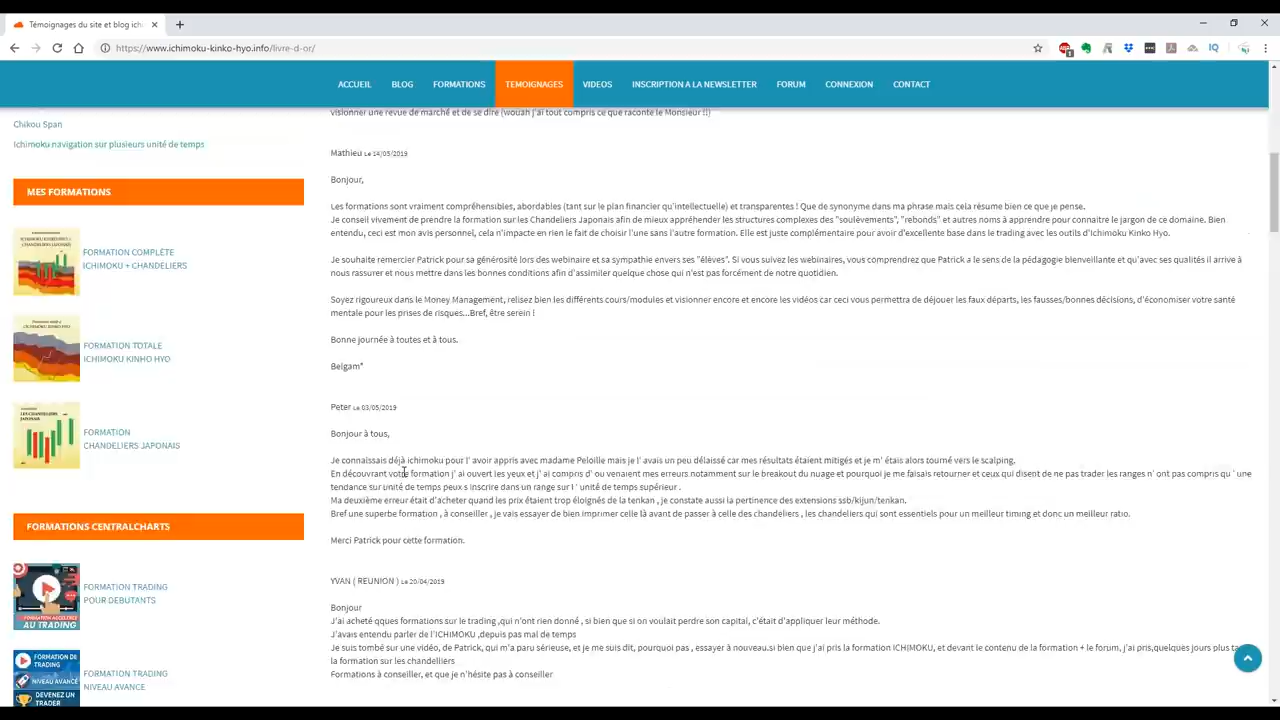 Témoignages du site et blog ich
https://www.ichimoku-kinko-hyo.info/livre-d-or/
ACCUEIL BLOG FORMATIONS TEMOIGNAGES VIDEOS INSCRIPTION A LA NEWSLETTER FORUM CONNEXION CONTACT
Chikou Span
Ichimoku navigation sur plusieurs unité de temps
MES FORMATIONS
FORMATION COMPLÈTE
ICHIMOKU + CHANDELIERS
FORMATION TOTALE
ICHIMOKU KINHO HYO
LES CHANDELIERS
JAPONAIS
FORMATION
CHANDELIERS JAPONAIS
FORMATIONS CENTRALCHARTS
FORMATION ACCÉLÉRÉE
AU TRADING
FORMATION TRADING
POUR DEBUTANTS
FORMATION DE
TRADING
NIVEAU AVANCÉ
DEVENEZ UN
TRADER
FORMATION TRADING
NIVEAU AVANCE
visionner une revue de marché et de se dire (wouah j'ai tout compris ce que raconte le Monsieur !!)
Mathieu Le 14/05/2019
Bonjour,
Les formations sont vraiment compréhensibles, abordables (tant sur le plan financier qu'intellectuelle) et transparentes ! Que de synonyme dans ma phrase mais cela résume bien ce que je pense.
Je conseil vivement de prendre la formation sur les Chandeliers Japonais afin de mieux appréhender les structures complexes des "soulèvements", "rebonds" et autres noms à apprendre pour connaitre le jargon de ce domaine. Bien
entendu, ceci est mon avis personnel, cela n'impacte en rien le fait de choisir l'une sans l'autre formation. Elle est juste complémentaire pour avoir d'excellente base dans le trading avec les outils d'Ichimoku Kinko Hyo.
Je souhaite remercier Patrick pour sa générosité lors des webinaire et sa sympathie envers ses "élèves". Si vous suivez les webinaires, vous comprendrez que Patrick a le sens de la pédagogie bienveillante et qu'avec ses qualités il arrive à
nous rassurer et nous mettre dans les bonnes conditions afin d'assimiler quelque chose qui n'est pas forcément de notre quotidien.
Soyez rigoureux dans le Money Management, relisez bien les différents cours/modules et visionner encore et encore les vidéos car ceci vous permettra de déjouer les faux départs, les fausses/bonnes décisions, d'économiser votre santé
mentale pour les prises de risques...Bref, être serein !
Bonne journée à toutes et à tous.
Belgam*
Peter Le 03/05/2019
Bonjour à tous,
Je connaissais déjà ichimoku pour l' avoir appris avec madame Peloille mais je l' avais un peu délaissé car mes résultats étaient mitigés et je m' étais alors tourné vers le scalping.
En découvrant votre formation j' ai ouvert les yeux et j' ai compris d' ou venaient mes erreurs notamment sur le breakout du nuage et pourquoi je me faisais retourner et ceux qui disent de ne pas trader les ranges n' ont pas compris qu ' une
tendance sur unité de temps peux s inscrire dans un range sur l ' unité de temps supérieur .
Ma deuxième erreur était d'acheter quand les prix étaient trop éloignés de la tenkan , je constate aussi la pertinence des extensions ssb/kijun/tenkan.
Bref une superbe formation , à conseiller , je vais essayer de bien imprimer celle là avant de passer à celle des chandeliers , les chandeliers qui sont essentiels pour un meilleur timing et donc un meilleur ratio.
Merci Patrick pour cette formation.
YVAN ( REUNION ) Le 20/04/2019
Bonjour
J'ai acheté qques formations sur le trading ,qui n'ont rien donné , si bien que si on voulait perdre son capital, c'était d'appliquer leur méthode.
J'avais entendu parler de l'ICHIMOKU ,depuis pas mal de temps
Je suis tombé sur une vidéo, de Patrick, qui m'a paru sérieuse, et je me suis dit, pourquoi pas , essayer à nouveau.si bien que j'ai pris la formation ICHIMOKU, et devant le contenu de la formation + le forum, j'ai pris,quelques jours plus
la formation sur les chandelliers
Formations à conseiller, et que je n'hésite pas à conseiller